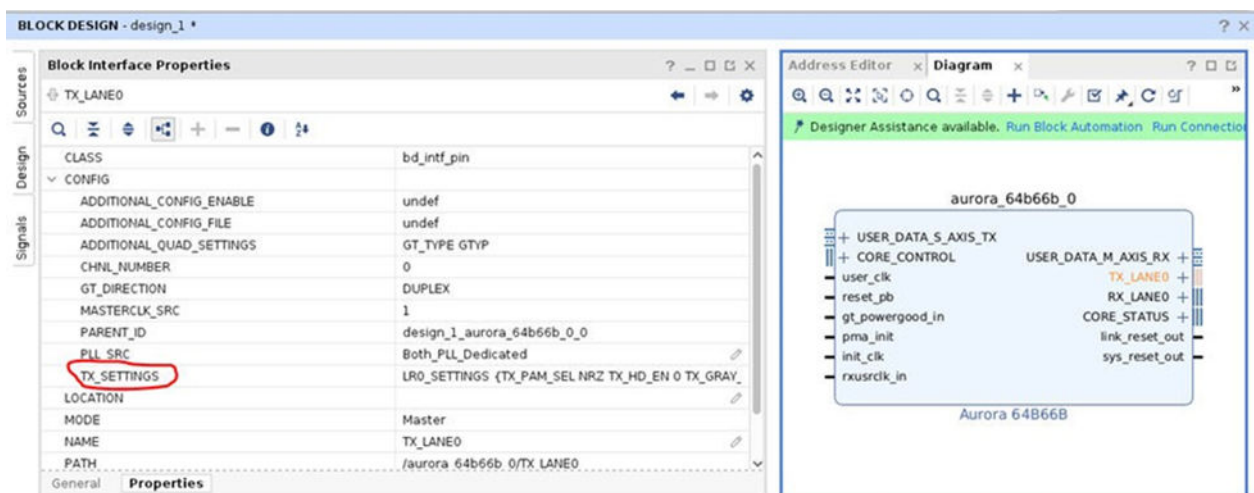 BLOCK DESIGN - design_1 *
Sources
Design
Signals
Block Interface Properties
TX_LANE0
CLASS bd_intf_pin
CONFIG
ADDITIONAL_CONFIG_ENABLE undef
ADDITIONAL_CONFIG_FILE undef
ADDITIONAL_QUAD_SETTINGS GT_TYPE GTYP
CHNL_NUMBER 0
GT_DIRECTION DUPLEX
MASTERCLK_SRC 1
PARENT_ID design_1_aurora_64b66b_0_0
PLL_SRC Both_PLL_Dedicated
TX_SETTINGS LR0_SETTINGS {TX_PAM_SEL NRZ TX_HD_EN 0 TX_GRAY_
LOCATION
MODE Master
NAME TX_LANE0
PATH /aurora_64b66b_0/TX_LANE0
General Properties
Address Editor x Diagram x
Designer Assistance available. Run Block Automation Run Connectio
aurora_64b66b_0
USER_DATA_S_AXIS_TX
CORE_CONTROL
user_clk
reset_pb
gt_powergood_in
pma_init
init_clk
rxusrclk_in
USER_DATA_M_AXIS_RX
TX_LANE0
RX_LANE0
CORE_STATUS
link_reset_out
sys_reset_out
Aurora 64B66B